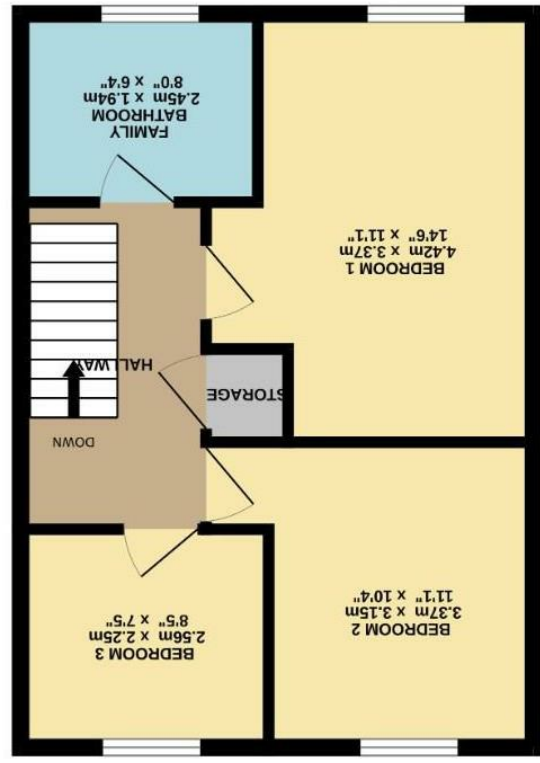 BEDROOM 2
3.37m x 3.15m
11'1" x 10'4"
BEDROOM 3
2.56m x 2.25m
8'5" x 7'5"
DOWN
STORAGE
HALLWAY
BEDROOM 1
4.42m x 3.37m
14'6" x 11'1"
FAMILY
BATHROOM
2.45m x 1.94m
8'0" x 6'4"